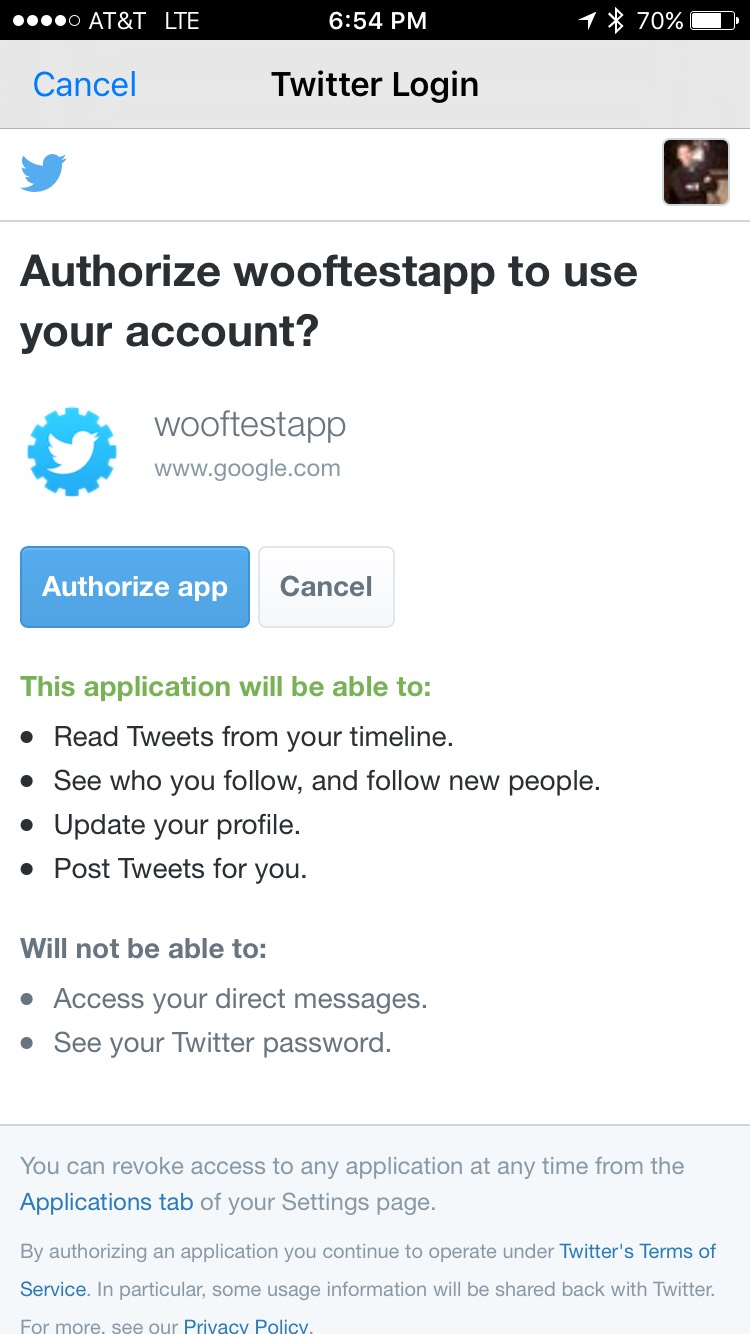 AT&T LTE 6:54 PM 70%
Cancel Twitter Login
Authorize wooftestapp to use
your account?
wooftestapp
www.google.com
Authorize app Cancel
This application will be able to:
• Read Tweets from your timeline.
• See who you follow, and follow new people.
• Update your profile.
• Post Tweets for you.
Will not be able to:
• Access your direct messages.
• See your Twitter password.
You can revoke access to any application at any time from the
Applications tab of your Settings page.
By authorizing an application you continue to operate under Twitter's Terms of
Service. In particular, some usage information will be shared back with Twitter.
For more, see our Privacy Policy.